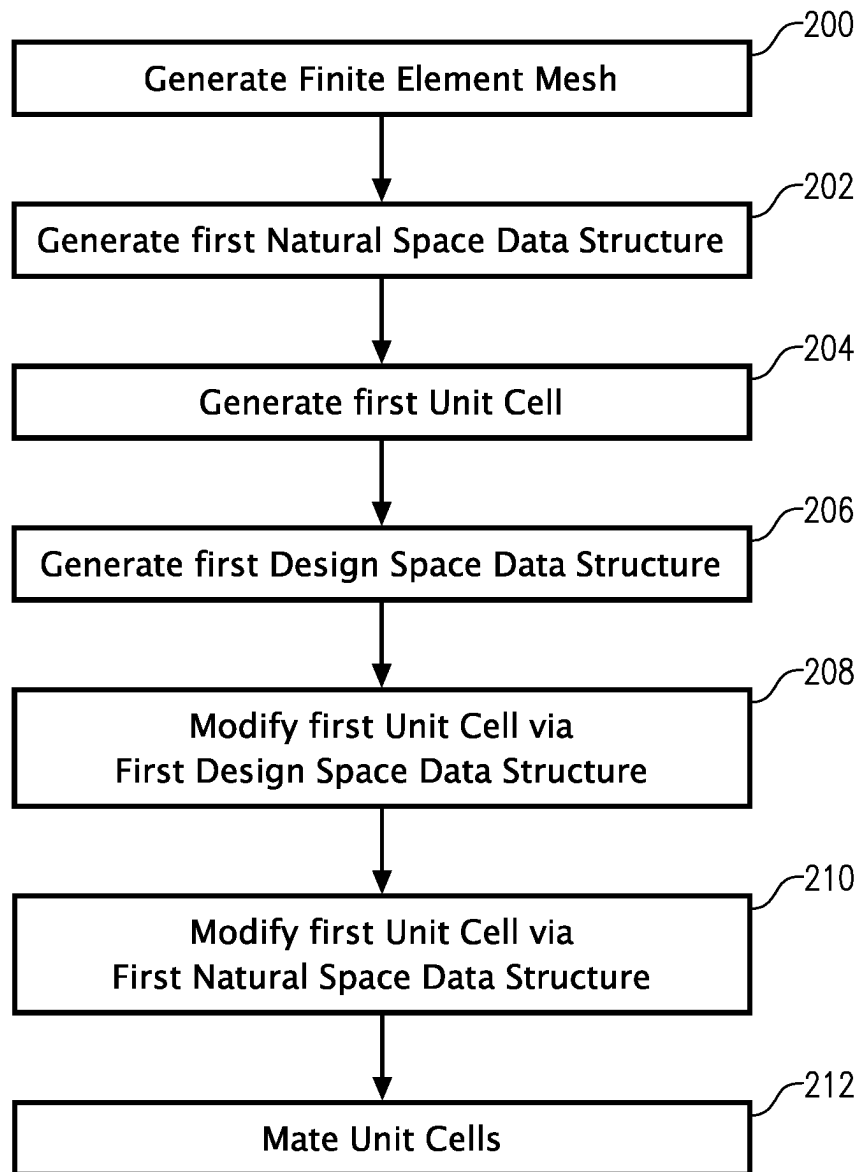 200
Generate Finite Element Mesh
202
Generate first Natural Space Data Structure
204
Generate first Unit Cell
206
Generate first Design Space Data Structure
208
Modify first Unit Cell via
First Design Space Data Structure
210
Modify first Unit Cell via
First Natural Space Data Structure
212
Mate Unit Cells